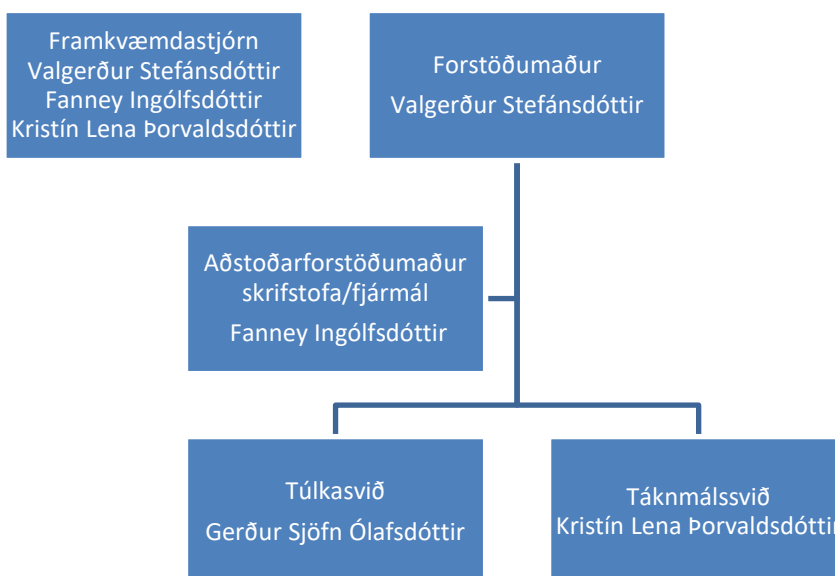 Framkvæmdastjórn
Valgerður Stefánsdóttir
Fanney Ingólfsdóttir
Kristín Lena Þorvaldsdóttir
Forstöðumaður
Valgerður Stefánsdóttir
Aðstoðarforstöðumaður
skrifstofa/fjármál
Fanney Ingólfsdóttir
Túlkasvið
Gerður Sjöfn Ólafsdóttir
Táknmálssvið
Kristín Lena Þorvaldsdóttir